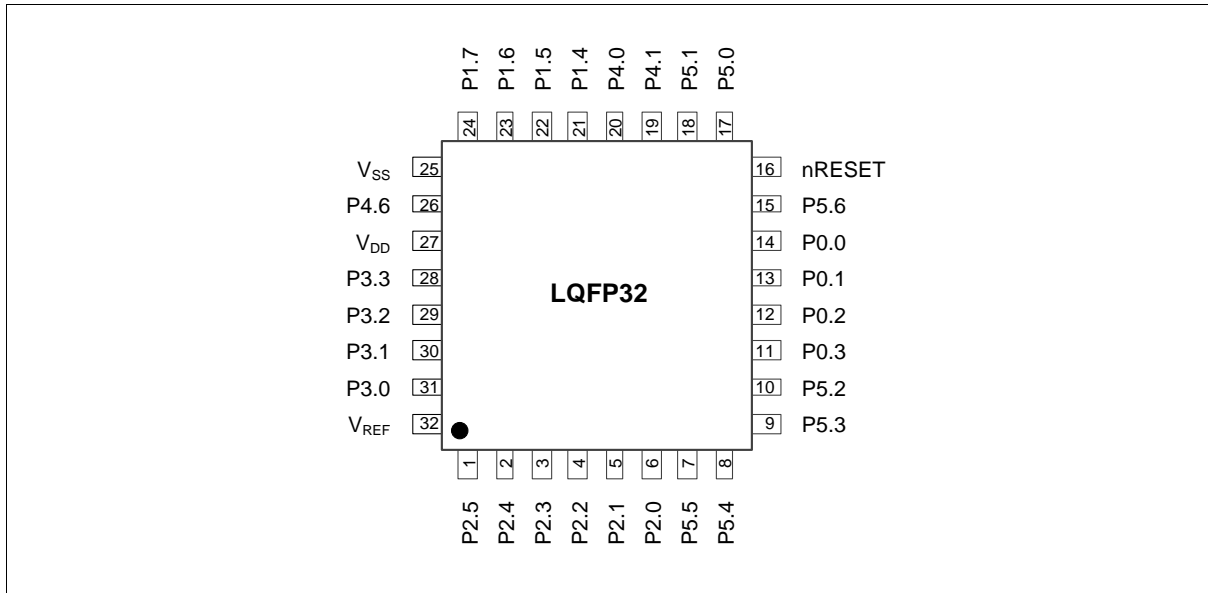 P1.7 P1.6 P1.5 P1.4 P4.0 P4.1 P5.1 P5.0
24 23 22 21 20 19 18 17
VSS 25 16 nRESET
P4.6 26 15 P5.6
VDD 27 14 P0.0
P3.3 28 13 P0.1
LQFP32
P3.2 29 12 P0.2
P3.1 30 11 P0.3
P3.0 31 10 P5.2
VREF 32 9 P5.3
1 2 3 4 5 6 7 8
P2.5 P2.4 P2.3 P2.2 P2.1 P2.0 P5.5 P5.4